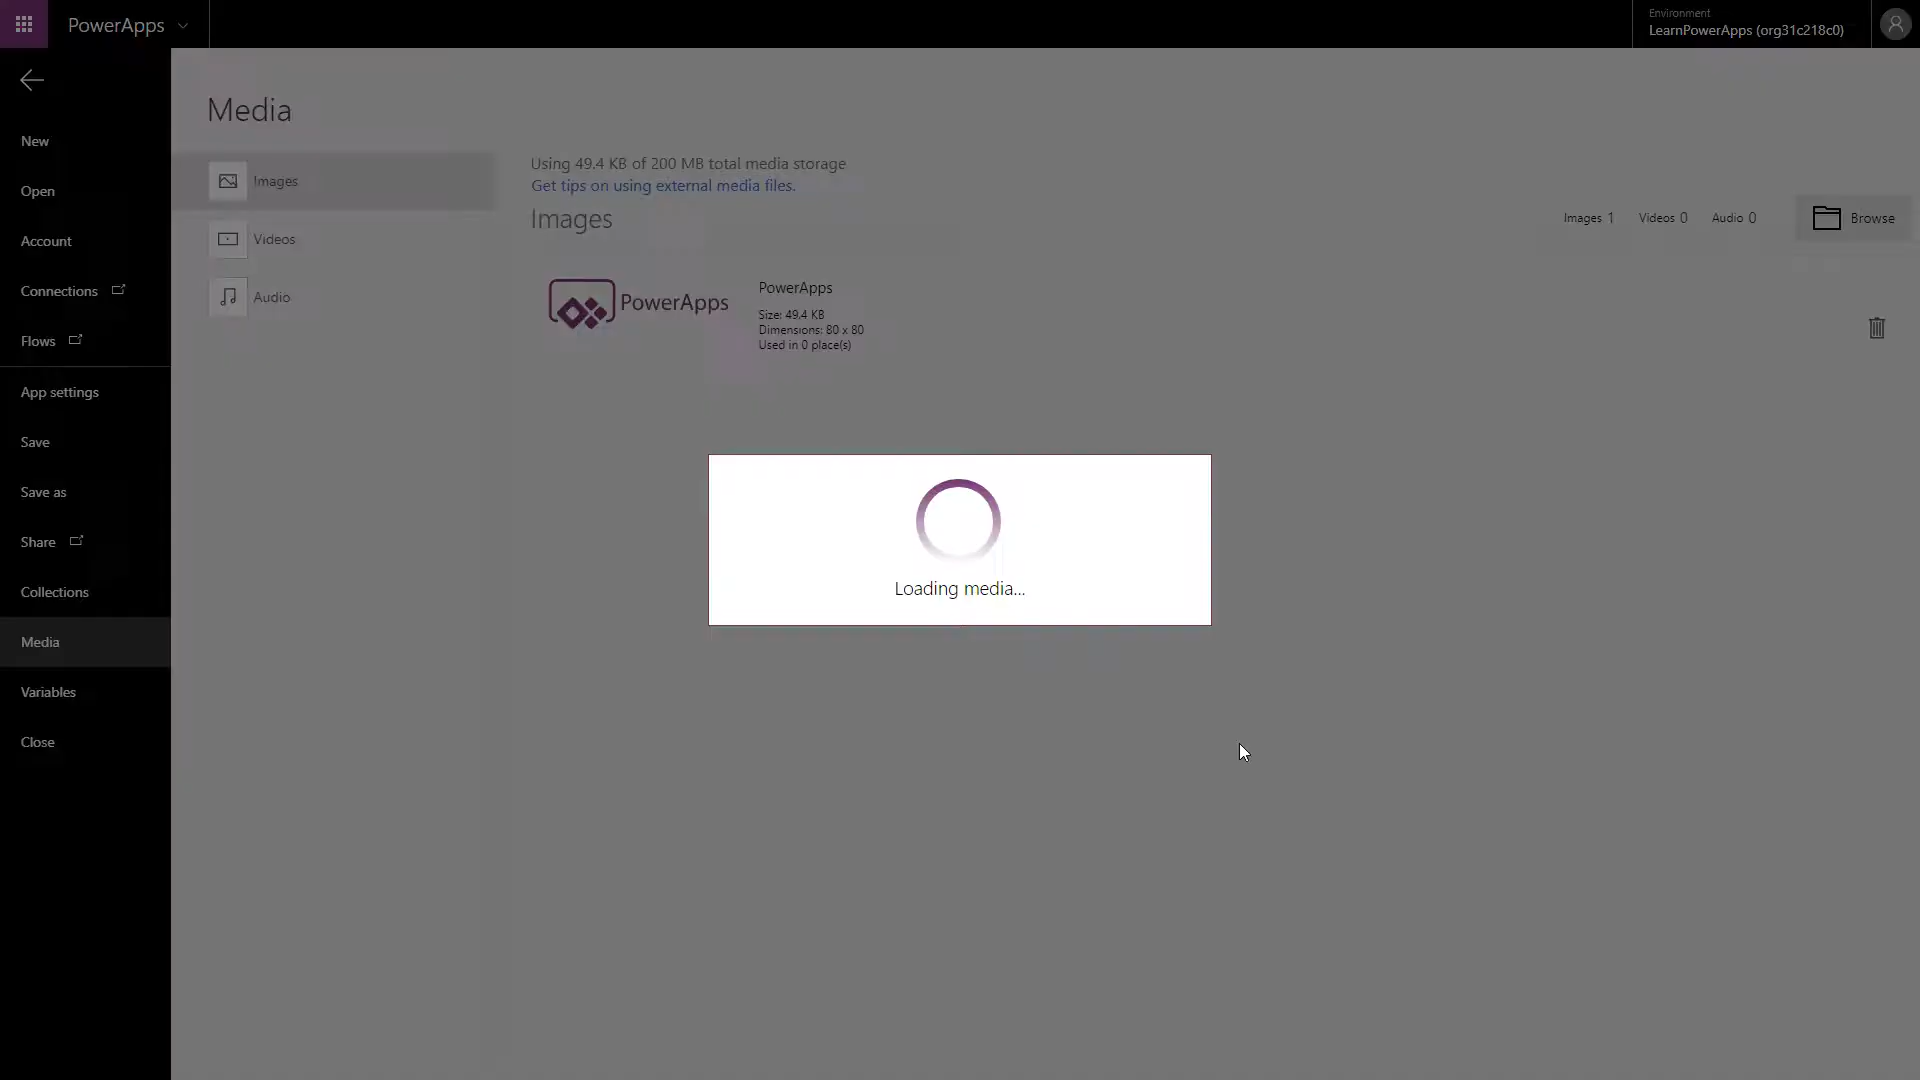 PowerApps
Environment
LearnPowerApps (org31c218c0)
New
Open
Account
Connections
Flows
App settings
Save
Save as
Share
Collections
Media
Variables
Close
Media
Images
Videos
Audio
Using 49.4 KB of 200 MB total media storage
Get tips on using external media files.
Images
Images 1
Videos 0
Audio 0
Browse
PowerApps
PowerApps
Size: 49.4 KB
Dimensions: 80 x 80
Used in 0 place(s)
Loading media...